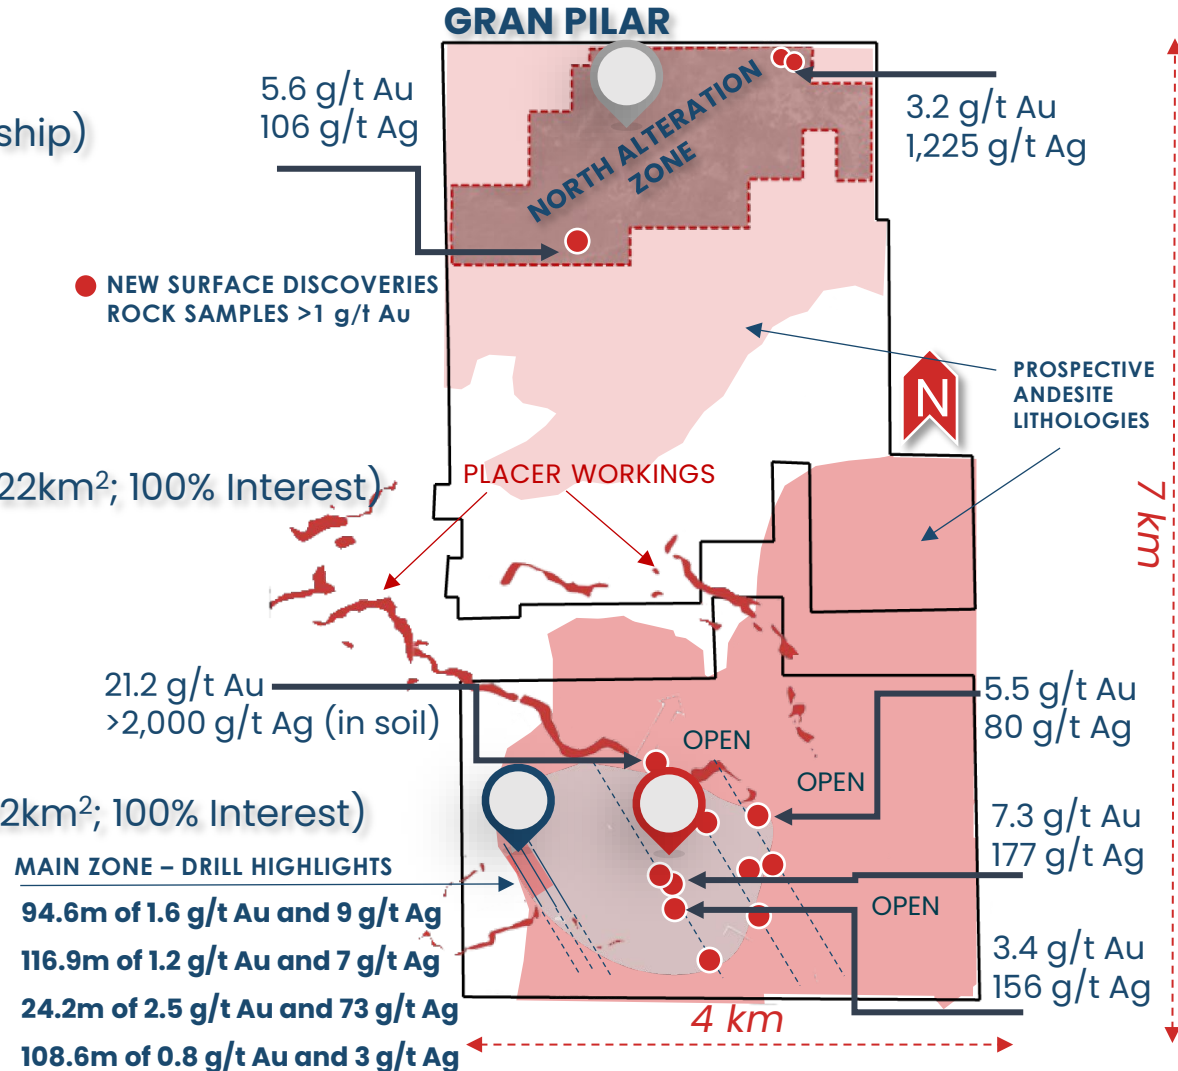 GRAN PILAR
5.6 g/t Au
106 g/t Ag
3.2 g/t Au
1,225 g/t Ag
ship)
NORTH ALTERATION
ZONE
NEW SURFACE DISCOVERIES
ROCK SAMPLES >1 g/t Au
PROSPECTIVE
ANDESITE
LITHOLOGIES
N
22km²; 100% Interest)
PLACER WORKINGS
7 km
21.2 g/t Au
>2,000 g/t Ag (in soil)
5.5 g/t Au
80 g/t Ag
OPEN
OPEN
2km²; 100% Interest)
7.3 g/t Au
177 g/t Ag
MAIN ZONE – DRILL HIGHLIGHTS
94.6m of 1.6 g/t Au and 9 g/t Ag
OPEN
116.9m of 1.2 g/t Au and 7 g/t Ag
3.4 g/t Au
156 g/t Ag
24.2m of 2.5 g/t Au and 73 g/t Ag
4 km
108.6m of 0.8 g/t Au and 3 g/t Ag